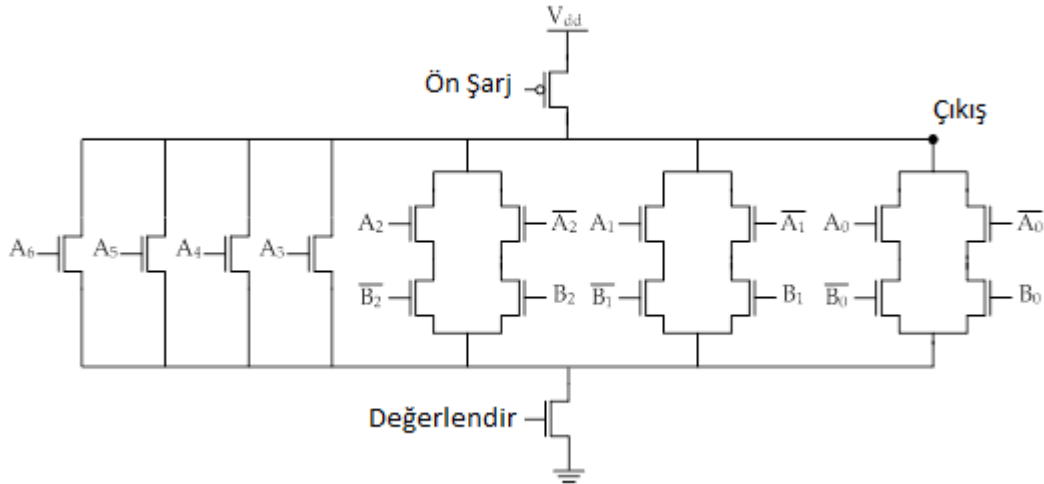 V_dd
Ön Şarj
Çıkış
A₂ A̅₂ A₁ A̅₁ A₀ A̅₀
A₆ A₅ A₄ A₃
B̅₂ B₂ B̅₁ B₁ B̅₀ B₀
Değerlendir